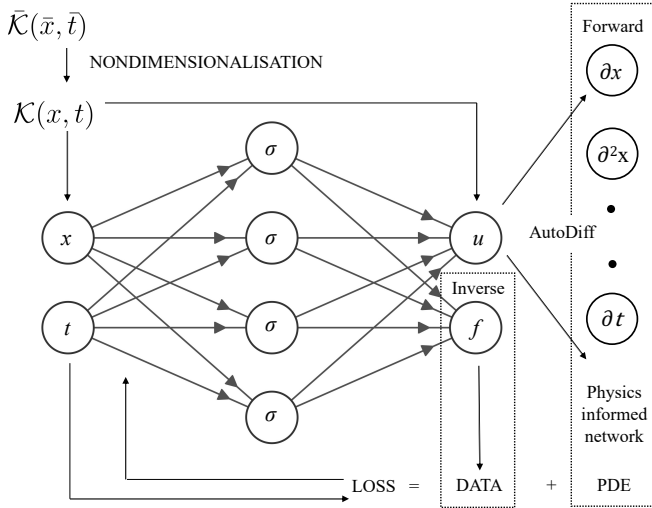 𝒦̄(x̄, t̄)
NONDIMENSIONALISATION
𝒦(x, t)
Forward
∂x
∂²x
AutoDiff
∂t
σ
σ
σ
σ
x
t
u
Inverse
f
Physics
informed
network
LOSS = DATA + PDE